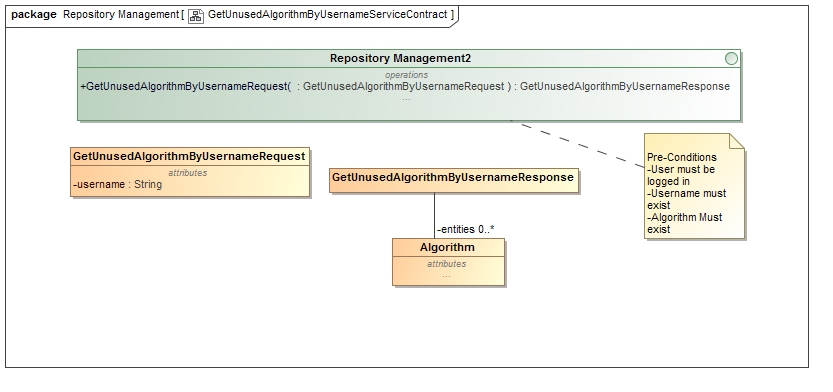 package Repository Management [ GetUnusedAlgorithmByUsernameServiceContract ]
Repository Management2
operations
+GetUnusedAlgorithmByUsernameRequest( : GetUnusedAlgorithmByUsernameRequest ) : GetUnusedAlgorithmByUsernameResponse
...
GetUnusedAlgorithmByUsernameRequest
attributes
-username : String
GetUnusedAlgorithmByUsernameResponse
-entities 0..*
Algorithm
attributes
...
Pre-Conditions
-User must be
logged in
-Username must
exist
-Algorithm Must
exist